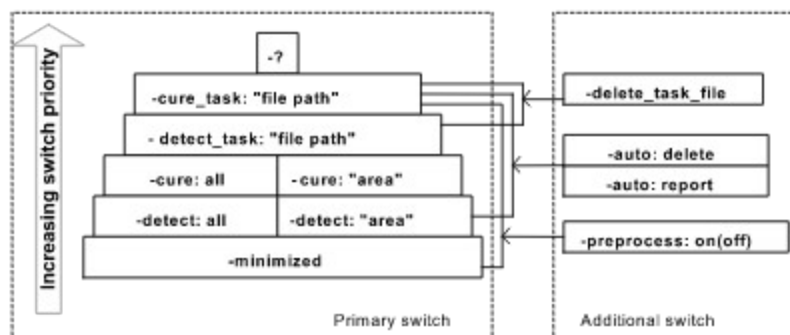 Increasing switch priority
-?
-cure_task: "file path"
- detect_task: "file path"
-cure: all
-cure: "area"
-detect: all
-detect: "area"
-minimized
Primary switch
-delete_task_file
-auto: delete
-auto: report
-preprocess: on(off)
Additional switch